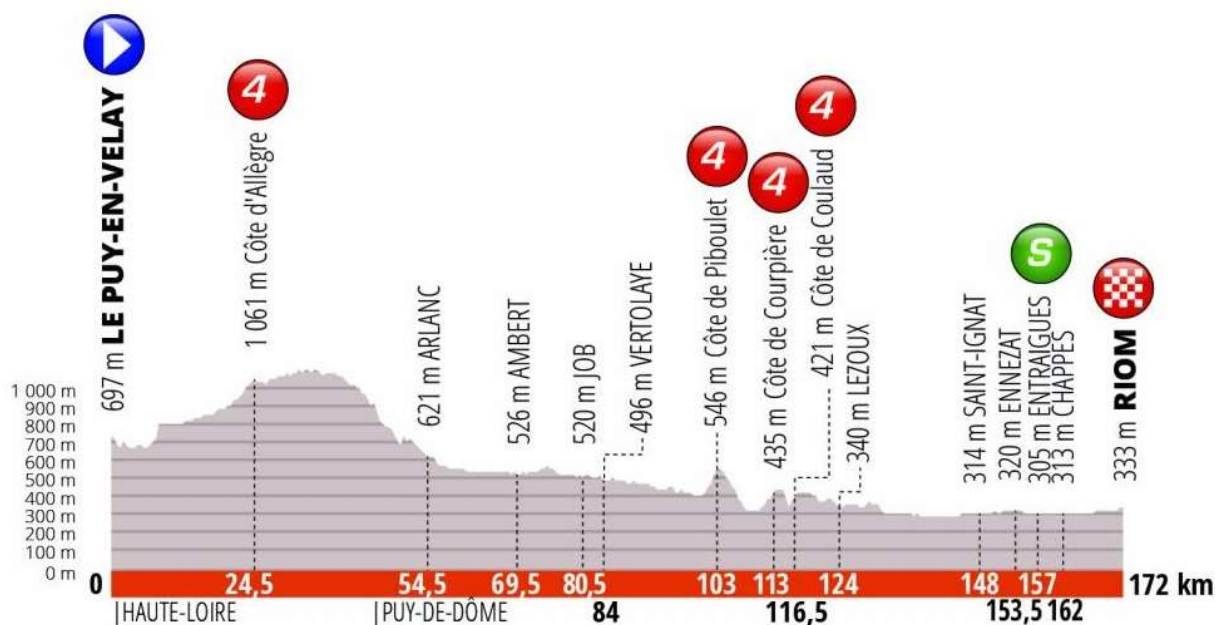 697 m LE PUY-EN-VELAY
4
1 061 m Côte d'Allègre
621 m ARLANC
526 m AMBERT
520 m JOB
496 m VERTOLAYE
4
546 m Côte de Piboulet
4
435 m Côte de Courpière
4
421 m Côte de Coulaud
340 m LEZOUX
314 m SAINT-IGNAT
320 m ENNEZAT
S
305 m ENTRAIGUES
313 m CHAPPES
333 m RIOM
1 000 m
900 m
800 m
700 m
600 m
500 m
400 m
300 m
200 m
100 m
0 m
0 24,5 54,5 69,5 80,5 103 113 124 148 157 172 km
|HAUTE-LOIRE |PUY-DE-DÔME 84 116,5 153,5 162